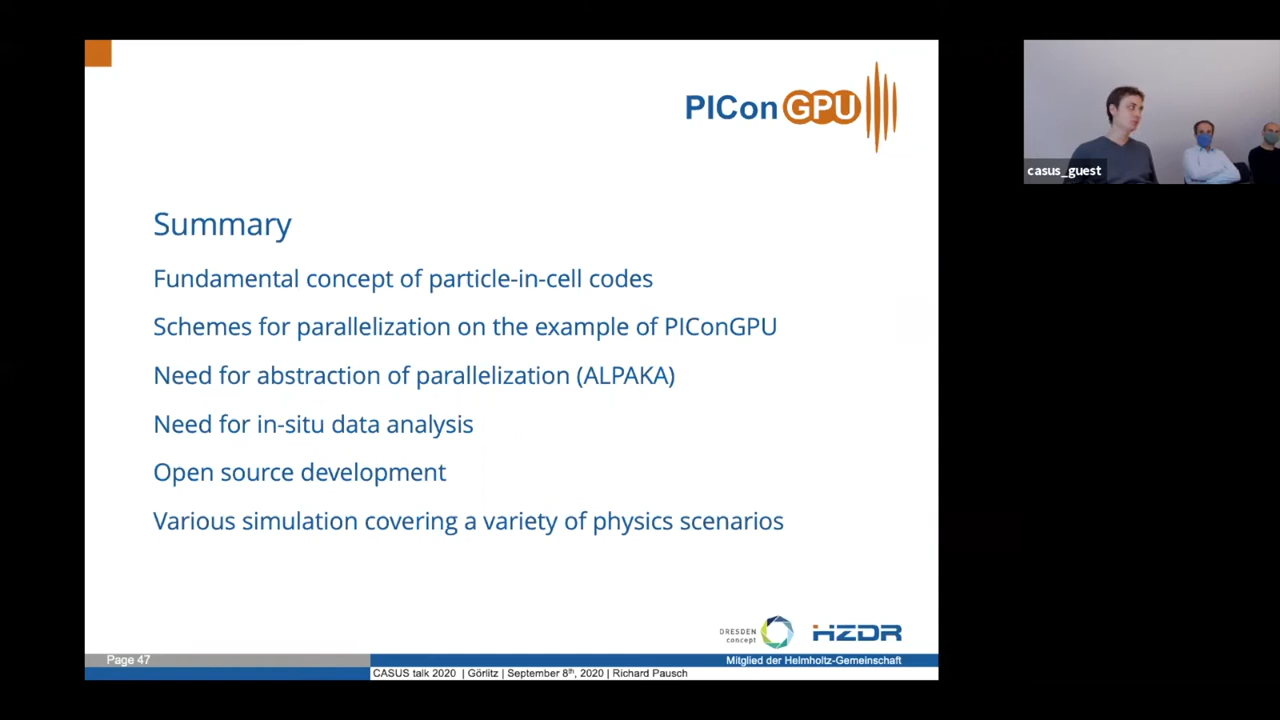 PIConGPU
casus_guest
Summary
Fundamental concept of particle-in-cell codes
Schemes for parallelization on the example of PIConGPU
Need for abstraction of parallelization (ALPAKA)
Need for in-situ data analysis
Open source development
Various simulation covering a variety of physics scenarios
DRESDEN
concept
HZDR
Page 47
Mitglied der Helmholtz-Gemeinschaft
CASUS talk 2020 | Görlitz | September 8th, 2020 | Richard Pausch